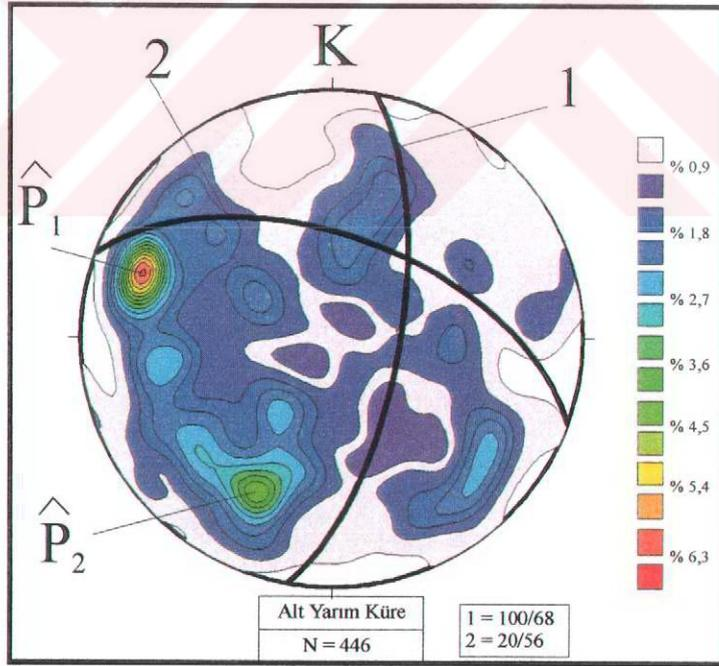 K
2
1
P̂1
P̂2
% 0,9
% 1,8
% 2,7
% 3,6
% 4,5
% 5,4
% 6,3
Alt Yarım Küre
N = 446
1 = 100/68
2 = 20/56